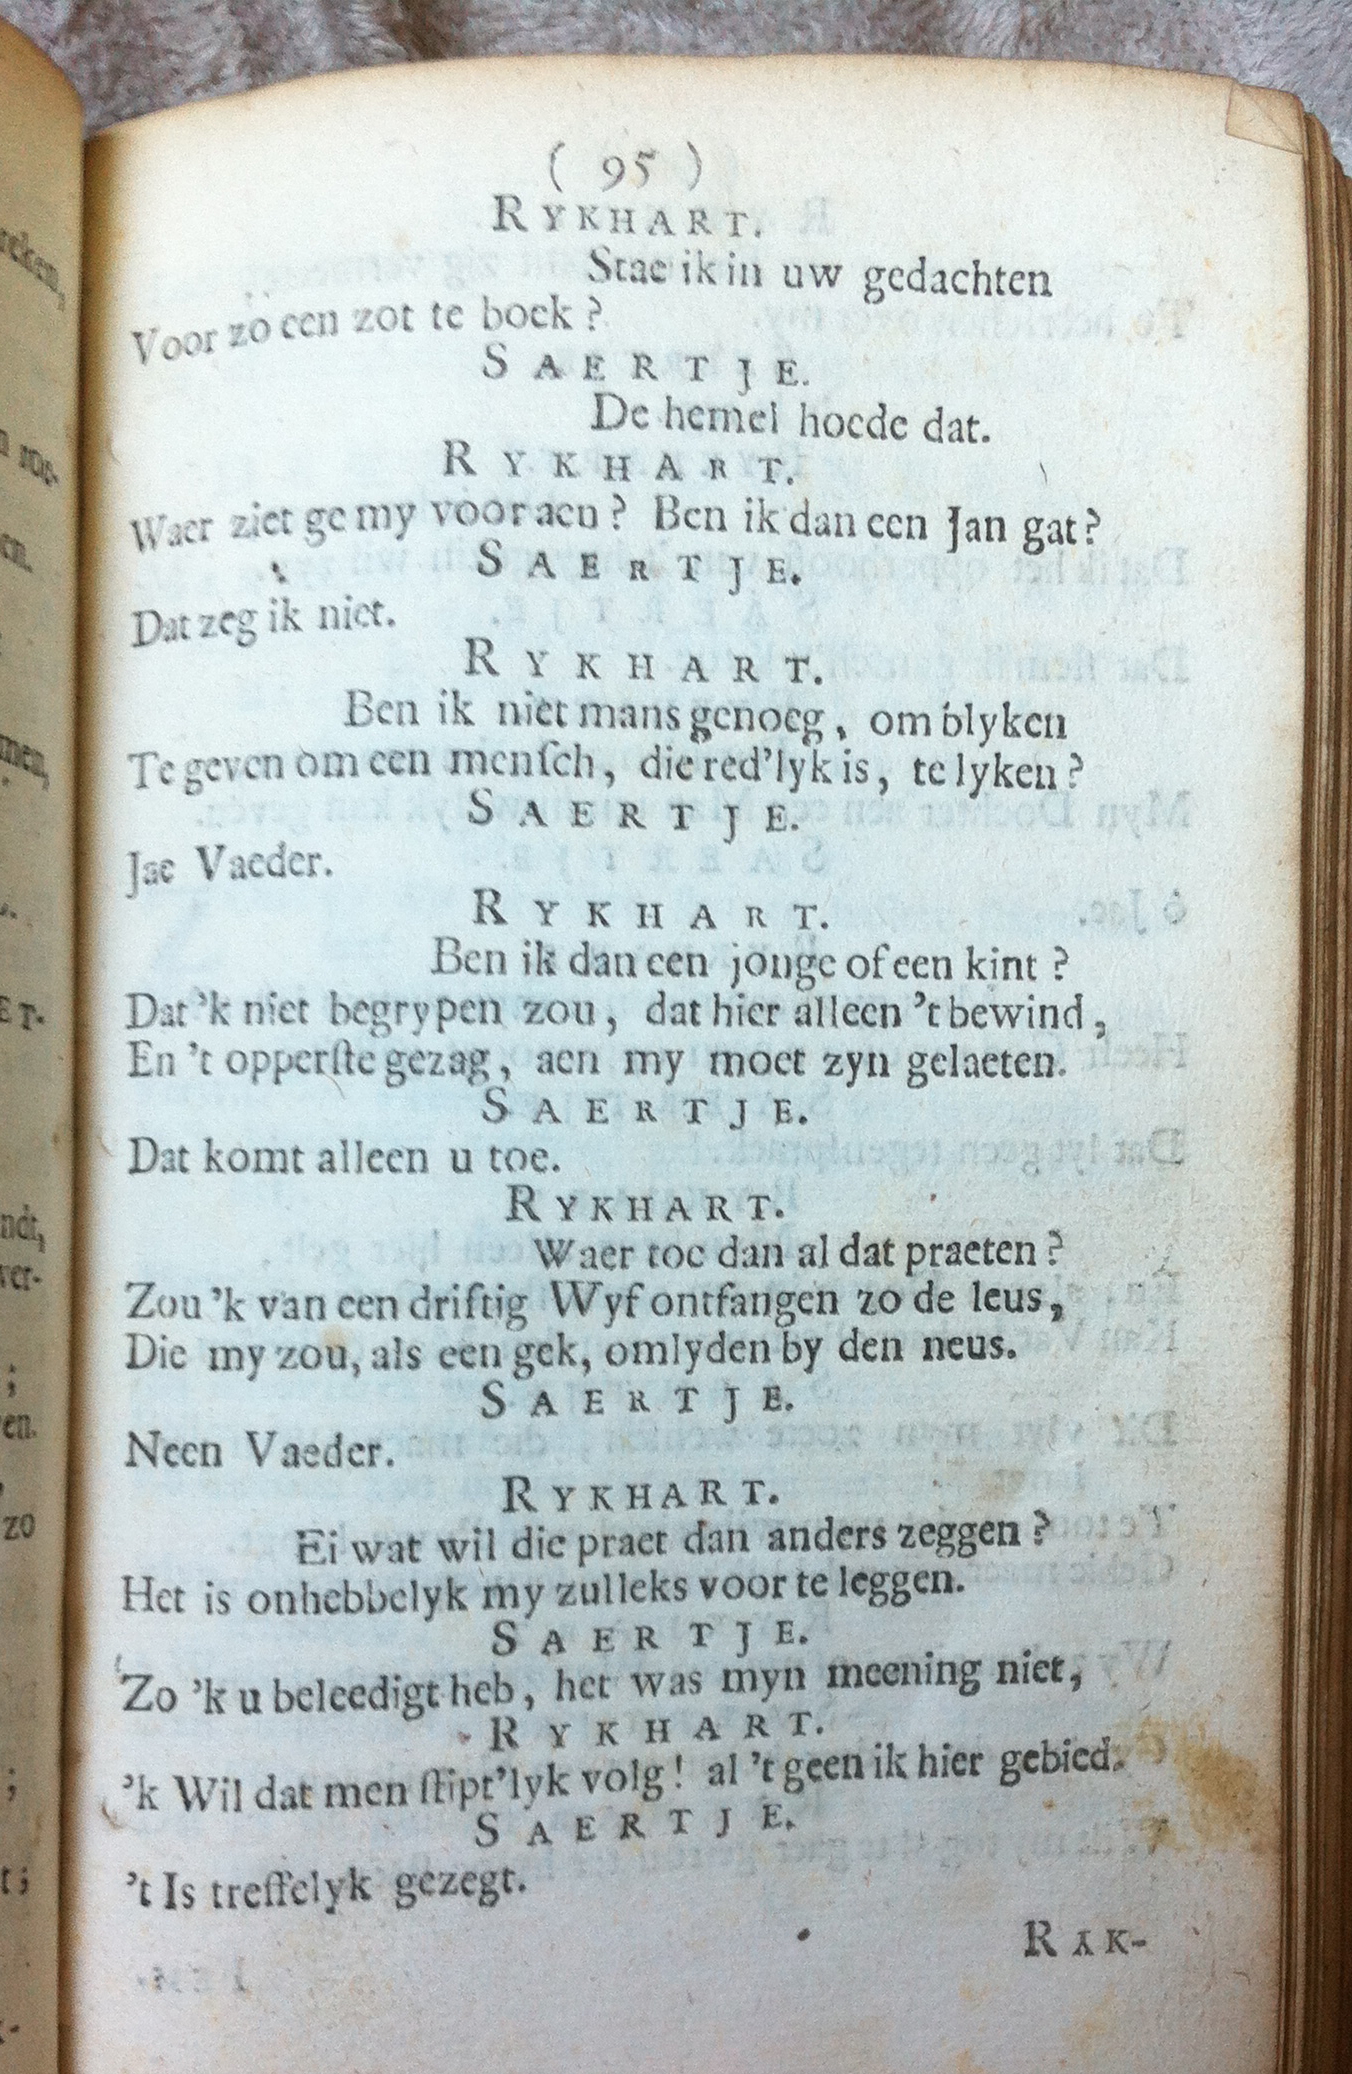 ( 95 )
RYKHART.
Stae ik in uw gedachten
Voor zo een zot te boek?
SAERTJE.
De hemel hoede dat.
RYKHART.
Waer ziet ge my voor aen? Ben ik dan een Jan gat?
SAERTJE.
Dat zeg ik niet.
RYKHART.
Ben ik niet mans genoeg, om blyken
Te geven om een menſch, die red'lyk is, te lyken?
SAERTJE.
Jae Vaeder.
RYKHART.
Ben ik dan een jonge of een kint?
Dat 'k niet begrypen zou, dat hier alleen 't bewind,
En 't opperſte gezag, aen my moet zyn gelaeten.
SAERTJE.
Dat komt alleen u toe.
RYKHART.
Waer toe dan al dat praeten?
Zou 'k van een driftig Wyf ontfangen zo de leus,
Die my zou, als een gek, omlyden by den neus.
SAERTJE.
Neen Vaeder.
RYKHART.
Ei wat wil die praet dan anders zeggen?
Het is onhebbelyk my zulleks voor te leggen.
SAERTJE.
Zo 'k u beleedigt heb, het was myn meening niet,
RYKHART.
'k Wil dat men ſtipt'lyk volg! al 't geen ik hier gebied.
SAERTJE.
't Is treffelyk gezegt.
RYK-